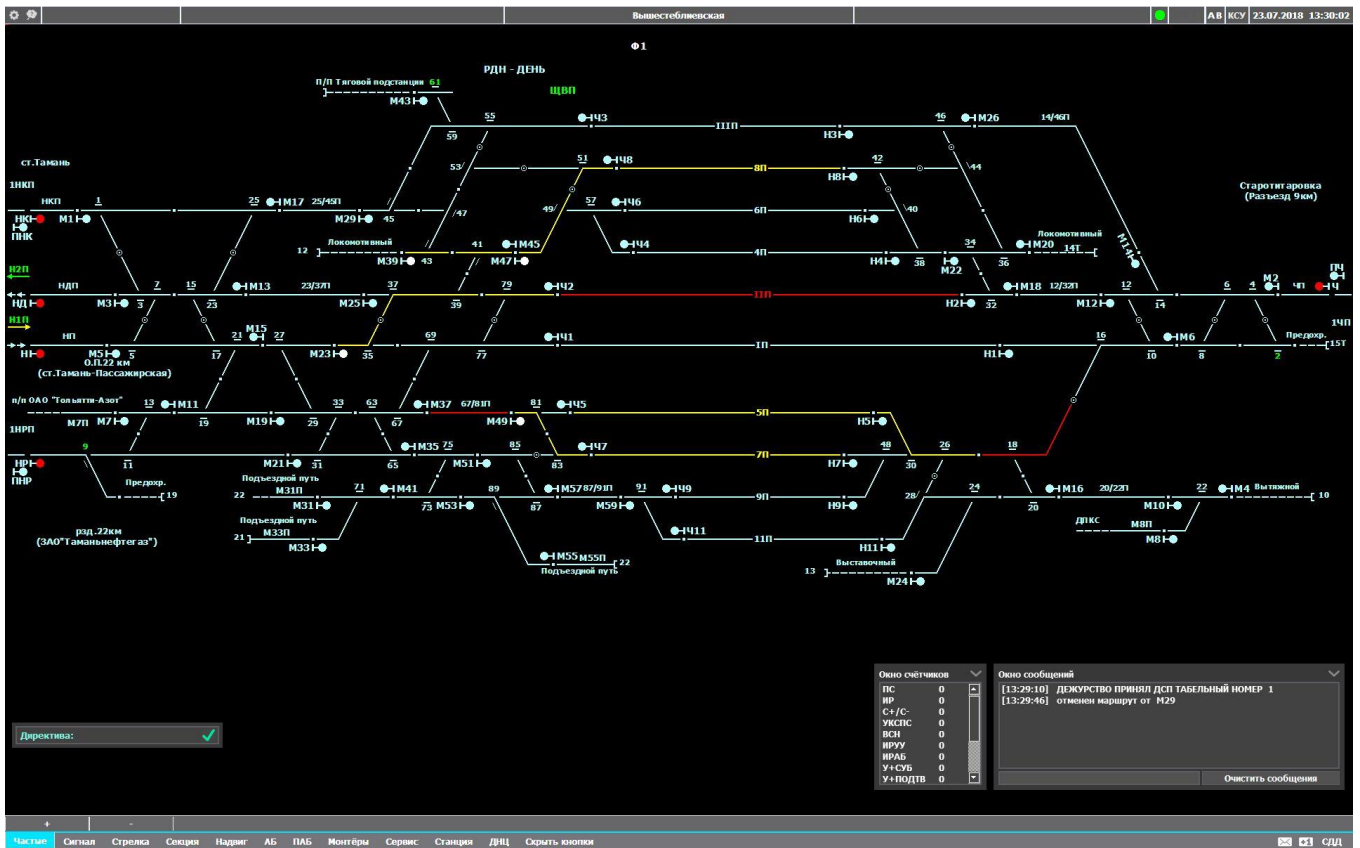 Вышестеблиевская АВ КСУ 23.07.2018 13:30:02
Ф1
РДН - ДЕНЬ
П/П Тяговой подстанции 61
ЩВП
М43
55 Ч3 IIIП 46 М26 14/46П
59 Н3
ст.Тамань 53 51 Ч8 8П 42 44
1НКП Н8 Старотитаровка
(Разъезд 9км)
НКП 1 25 М17 25/45П 49 57 Ч6 6П 40
НК М1 М29 45 47 Н6
ПНК
Локомотивный Локомотивный
12 41 М45 Ч4 4П 34 М20 14Т
М39 43 М47 Н4 38 М22 36 М14
Н2П ПЧ
НДП 7 15 М13 23/37П 37 79 Ч2 IIП М18 12/32П 12 6 4 М2 ЧП Ч
НД М3 3 23 М25 39 Н2 32 М12 14
Н1П 1ЧП
НП 21 М15 27 69 Ч1 IП 16 М6 Предохр.
Н М5 5 17 М23 35 77 Н1 10 8 2 15Т
О.П.22 км
(ст.Тамань-Пассажирская)
п/п ОАО "Тольятти-Азот" 13 М11 33 63 М37 67/81П 81 Ч5 5П
М7П М7 19 М19 29 67 М49 Н5
1НРП
9 М35 75 85 Ч7 7П 48 26 18
НР 11 М21 31 65 М51 83 Н7 30
ПНР
Предохр. Подъездной путь
19 22 М31П 71 М41 89 М57 87/91П 91 Ч9 9П 28 24 М16 20/22П 22 М4 Вытяжной 10
М31 73 М53 87 М59 Н9 20 М10
Подъездной путь
рзд.22км 21 М33П Ч11 11П ДПКС М8П
(ЗАО"Таманьнефтегаз") М33 Н11 М8
М55 М55П 22 Выставочный
Подъездной путь 13
М24
Окно счётчиков
ПС 0
ИР 0
С+/С- 0
УКСПС 0
ВСН 0
ИРУУ 0
ИРАБ 0
У+СУБ 0
У+ПОДТВ 0
Окно сообщений
[13:29:10] ДЕЖУРСТВО ПРИНЯЛ ДСП ТАБЕЛЬНЫЙ НОМЕР 1
[13:29:46] отменен маршрут от М29
Очистить сообщения
Директива:
+ -
Частые Сигнал Стрелка Секция Надвиг АБ ПАБ Монтёры Сервис Станция ДНЦ Скрыть кнопки СДД